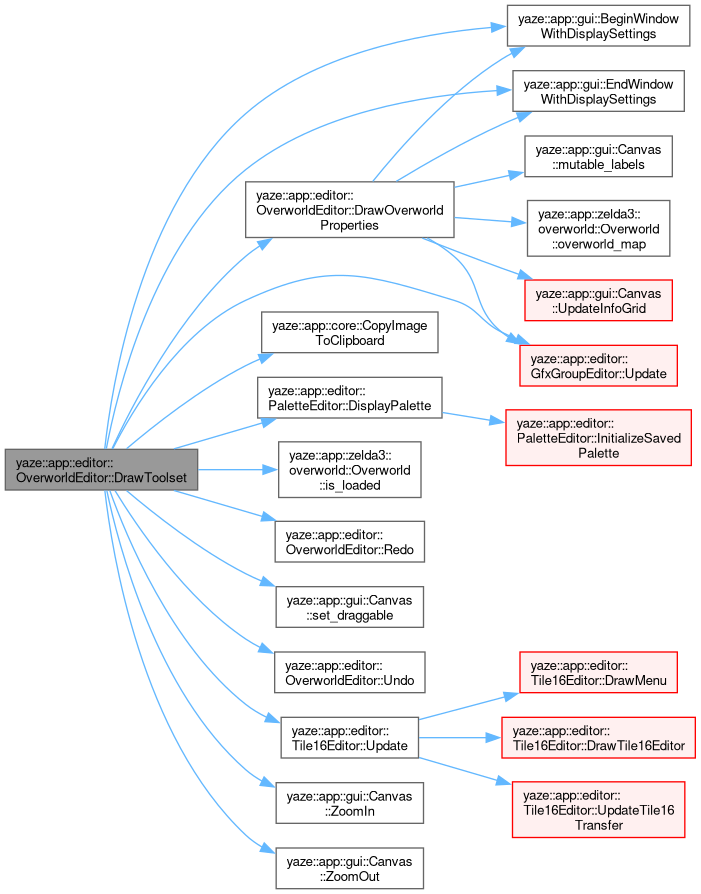 yaze::app::gui::BeginWindow
WithDisplaySettings
yaze::app::gui::EndWindow
WithDisplaySettings
yaze::app::gui::Canvas
::mutable_labels
yaze::app::editor::
OverworldEditor::DrawOverworld
Properties
yaze::app::zelda3::
overworld::Overworld
::overworld_map
yaze::app::gui::Canvas
::UpdateInfoGrid
yaze::app::core::CopyImage
ToClipboard
yaze::app::editor::
GfxGroupEditor::Update
yaze::app::editor::
PaletteEditor::DisplayPalette
yaze::app::editor::
PaletteEditor::InitializeSaved
Palette
yaze::app::editor::
OverworldEditor::DrawToolset
yaze::app::zelda3::
overworld::Overworld
::is_loaded
yaze::app::editor::
OverworldEditor::Redo
yaze::app::gui::Canvas
::set_draggable
yaze::app::editor::
OverworldEditor::Undo
yaze::app::editor::
Tile16Editor::DrawMenu
yaze::app::editor::
Tile16Editor::Update
yaze::app::editor::
Tile16Editor::DrawTile16Editor
yaze::app::gui::Canvas
::ZoomIn
yaze::app::editor::
Tile16Editor::UpdateTile16
Transfer
yaze::app::gui::Canvas
::ZoomOut